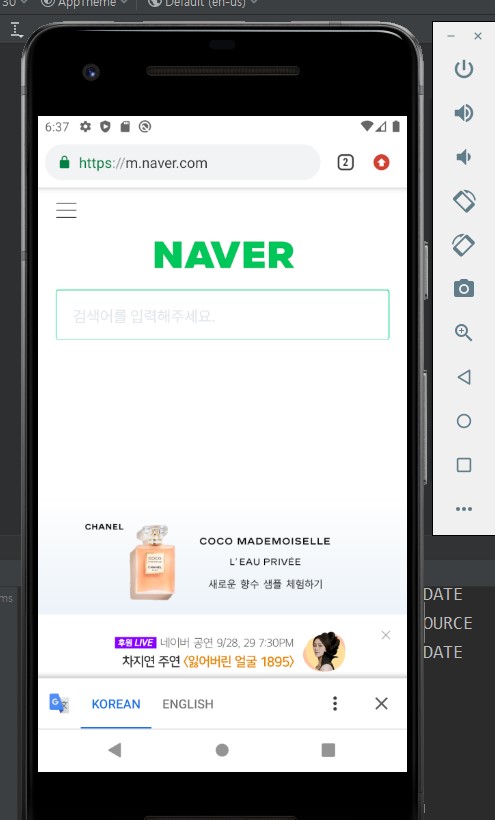 30 AppTheme Default (en-us)
6:37
https://m.naver.com 2
NAVER
검색어를 입력해주세요.
CHANEL
COCO MADEMOISELLE
L'EAU PRIVÉE
새로운 향수 샘플 체험하기
DATE
OURCE
후원 LIVE 네이버 공연 9/28, 29 7:30PM
DATE
차지연 주연 〈잃어버린 얼굴 1895〉
KOREAN ENGLISH
ms